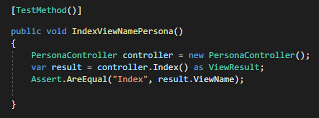 [TestMethod()]
public void IndexViewNamePersona()
{
PersonaController controller = new PersonaController();
var result = controller.Index() as ViewResult;
Assert.AreEqual("Index", result.ViewName);
}